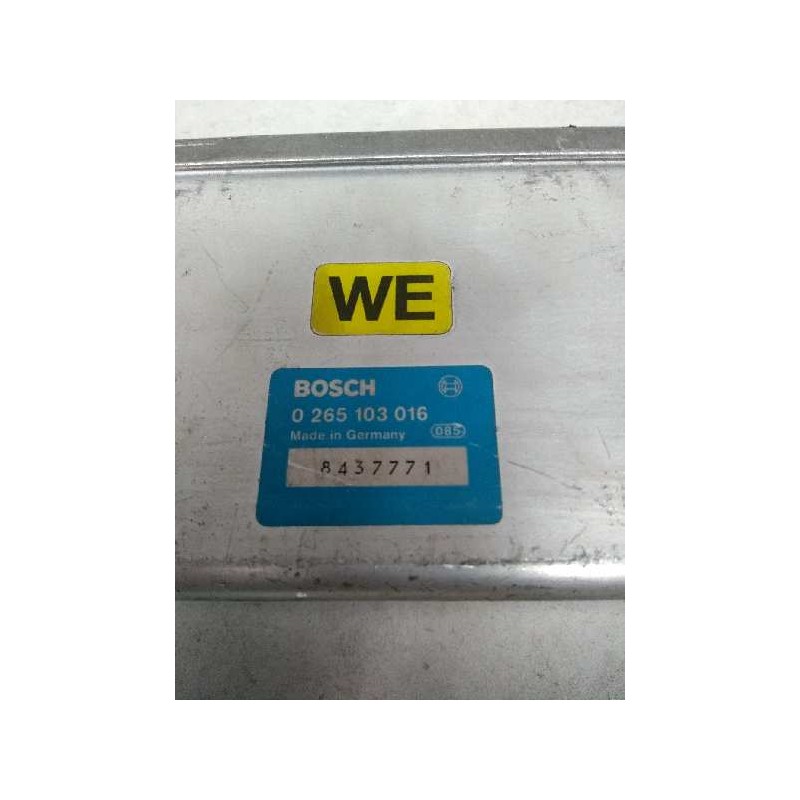 WE
BOSCH
0 265 103 016
Made in Germany 085
8437771